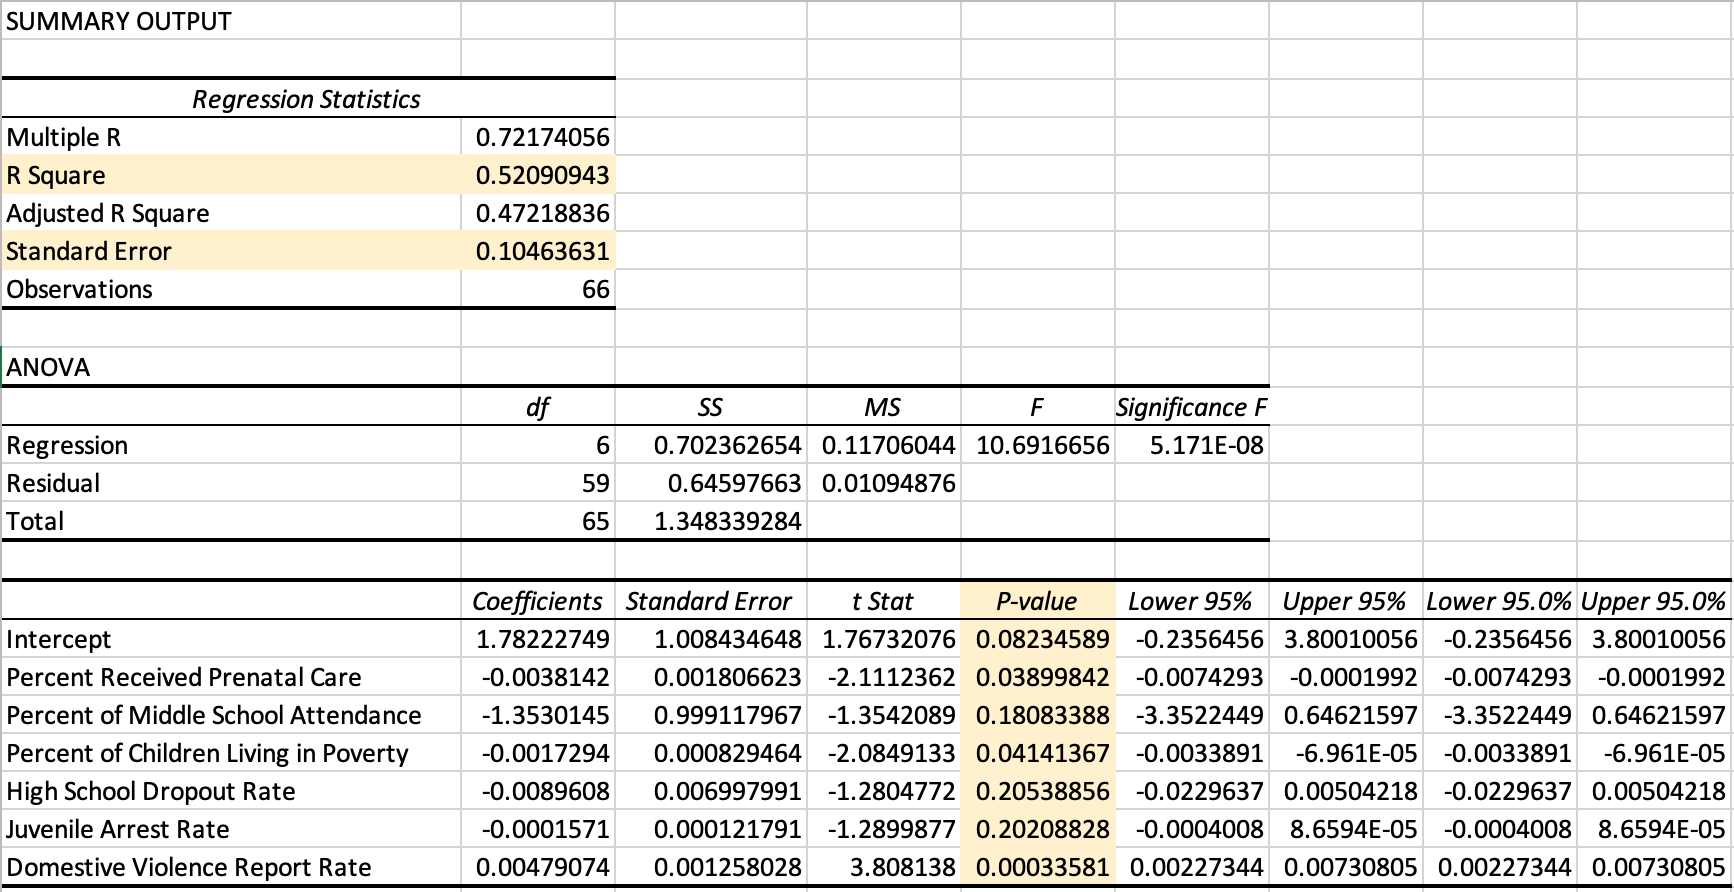 SUMMARY OUTPUT
Regression Statistics
Multiple R 0.72174056
R Square 0.52090943
Adjusted R Square 0.47218836
Standard Error 0.10463631
Observations 66
ANOVA
df SS MS F Significance F
Regression 6 0.702362654 0.11706044 10.6916656 5.171E-08
Residual 59 0.64597663 0.01094876
Total 65 1.348339284
Coefficients Standard Error t Stat P-value Lower 95% Upper 95% Lower 95.0% Upper 95.0%
Intercept 1.78222749 1.008434648 1.76732076 0.08234589 -0.2356456 3.80010056 -0.2356456 3.80010056
Percent Received Prenatal Care -0.0038142 0.001806623 -2.1112362 0.03899842 -0.0074293 -0.0001992 -0.0074293 -0.0001992
Percent of Middle School Attendance -1.3530145 0.999117967 -1.3542089 0.18083388 -3.3522449 0.64621597 -3.3522449 0.64621597
Percent of Children Living in Poverty -0.0017294 0.000829464 -2.0849133 0.04141367 -0.0033891 -6.961E-05 -0.0033891 -6.961E-05
High School Dropout Rate -0.0089608 0.006997991 -1.2804772 0.20538856 -0.0229637 0.00504218 -0.0229637 0.00504218
Juvenile Arrest Rate -0.0001571 0.000121791 -1.2899877 0.20208828 -0.0004008 8.6594E-05 -0.0004008 8.6594E-05
Domestive Violence Report Rate 0.00479074 0.001258028 3.808138 0.00033581 0.00227344 0.00730805 0.00227344 0.00730805